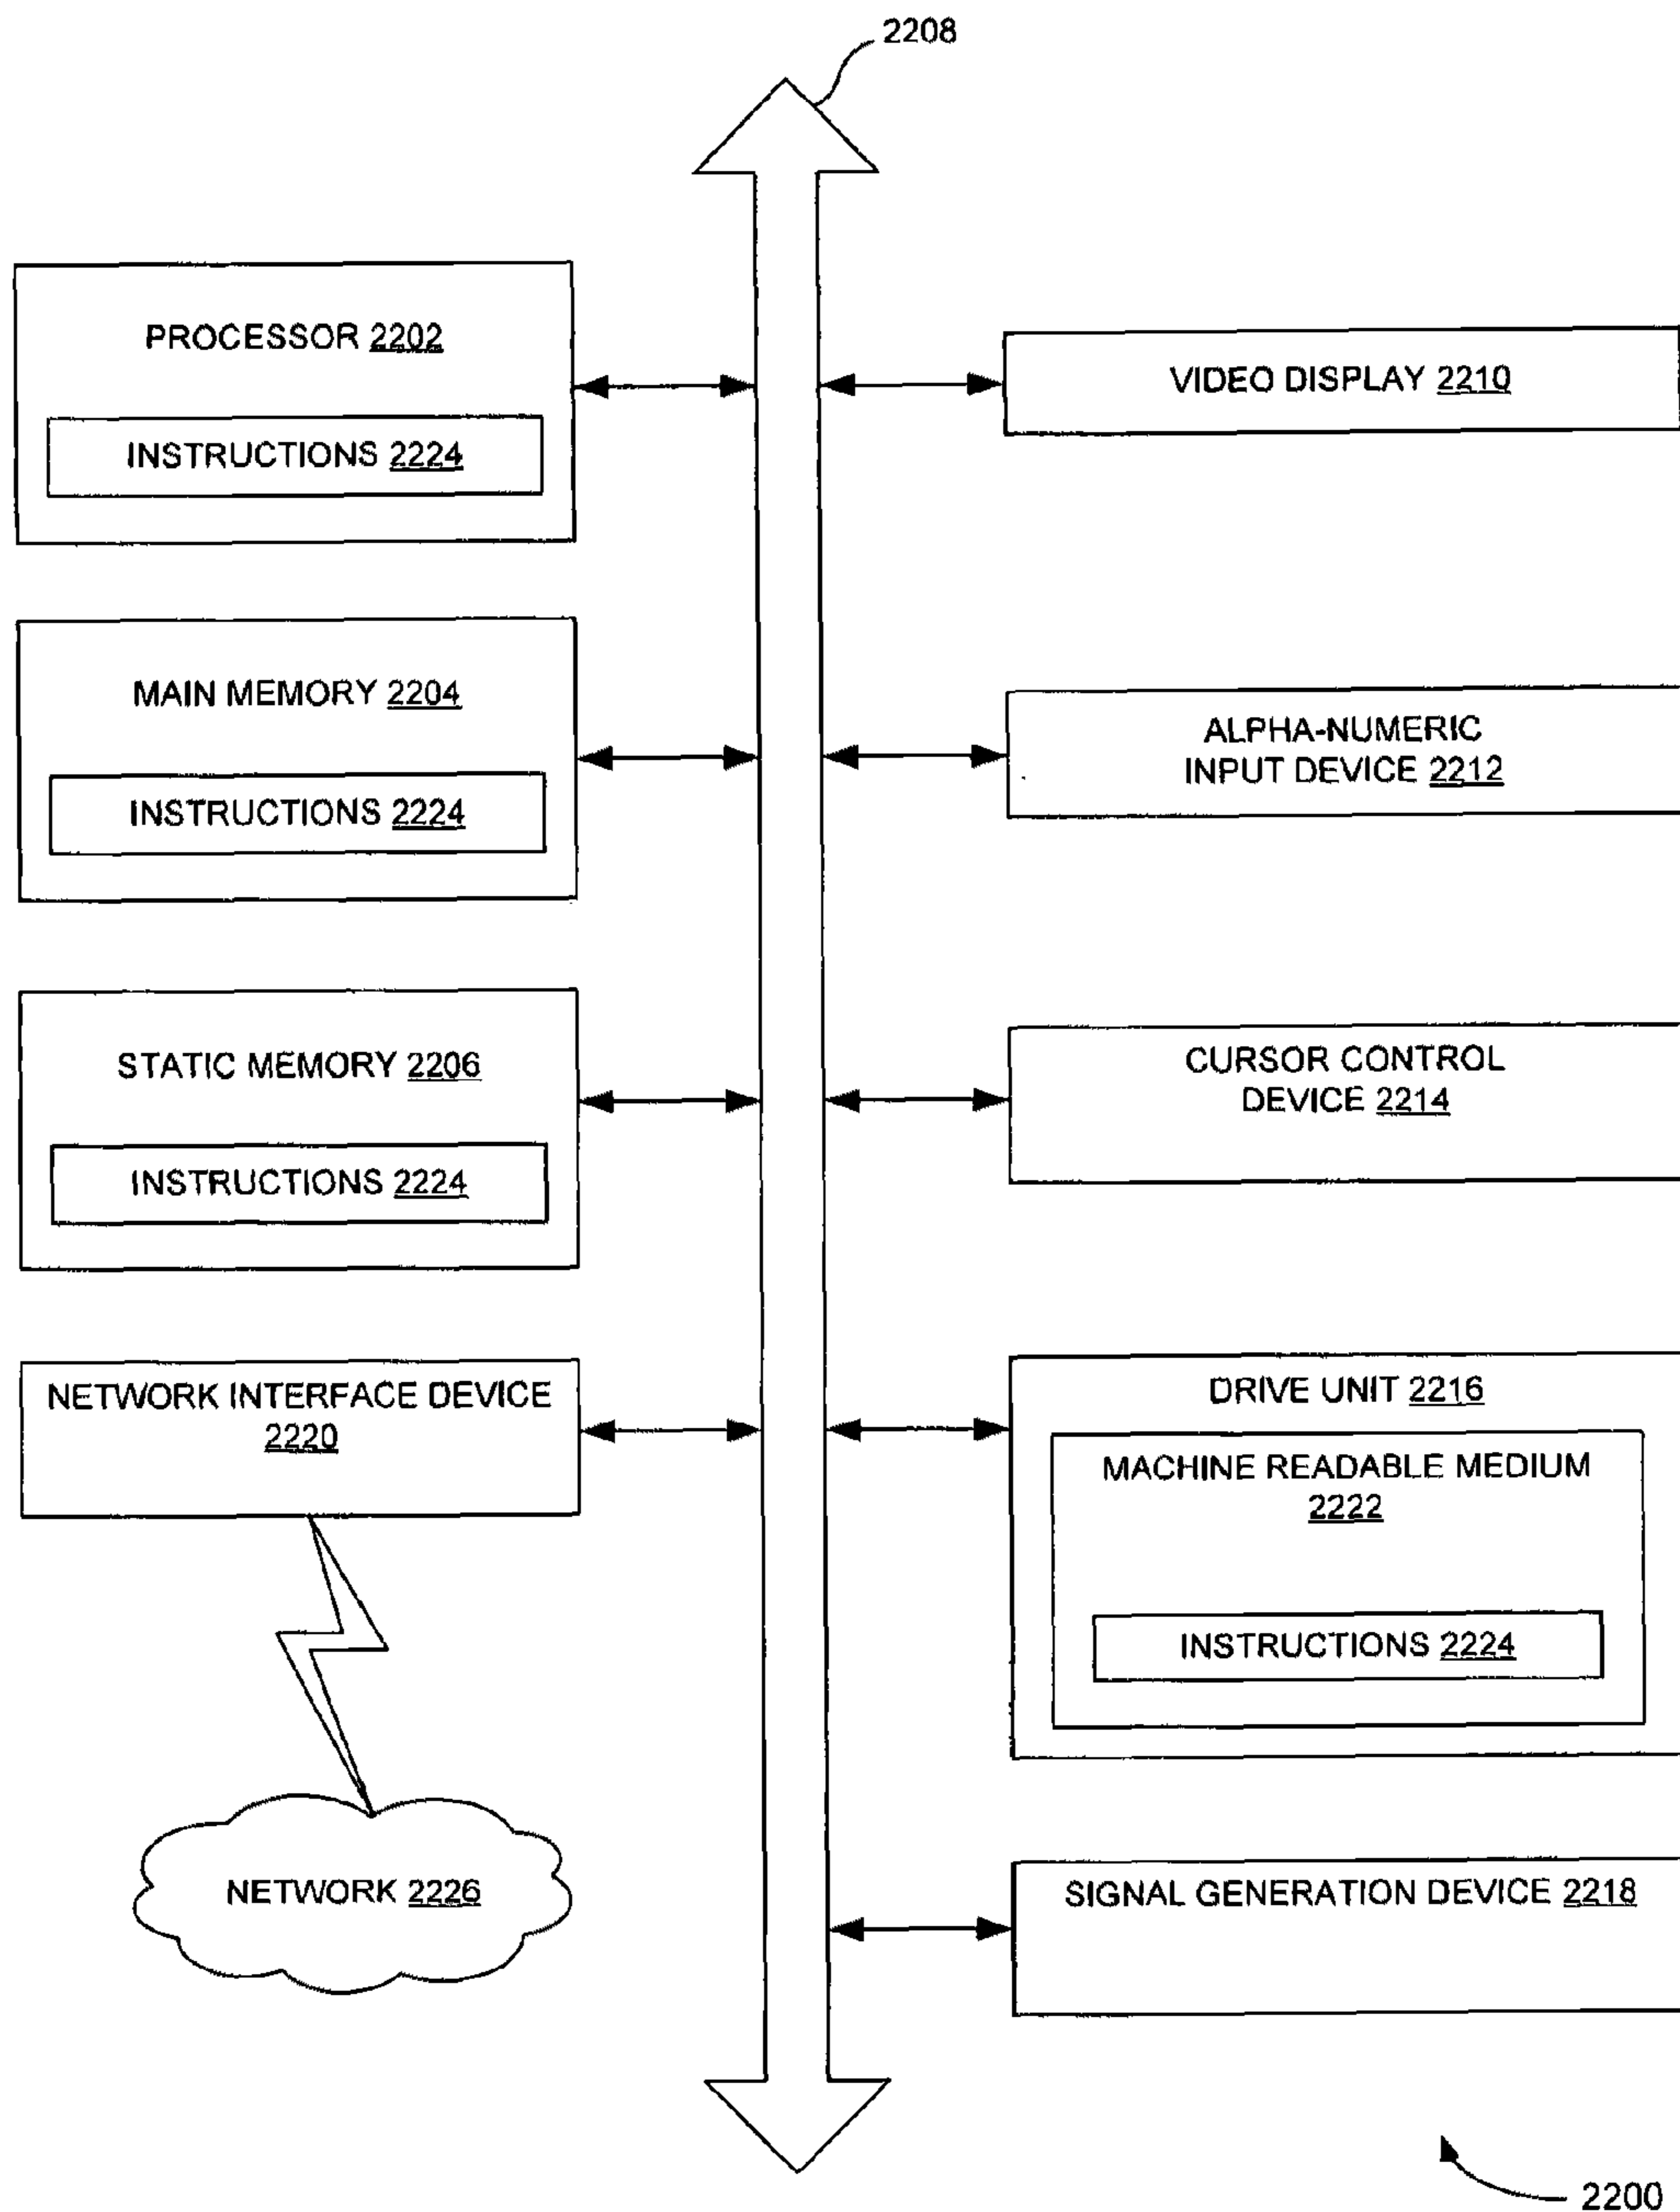 2208
PROCESSOR 2202
INSTRUCTIONS 2224
VIDEO DISPLAY 2210
MAIN MEMORY 2204
INSTRUCTIONS 2224
ALPHA-NUMERIC
INPUT DEVICE 2212
STATIC MEMORY 2206
INSTRUCTIONS 2224
CURSOR CONTROL
DEVICE 2214
NETWORK INTERFACE DEVICE
2220
DRIVE UNIT 2216
MACHINE READABLE MEDIUM
2222
INSTRUCTIONS 2224
NETWORK 2226
SIGNAL GENERATION DEVICE 2218
2200